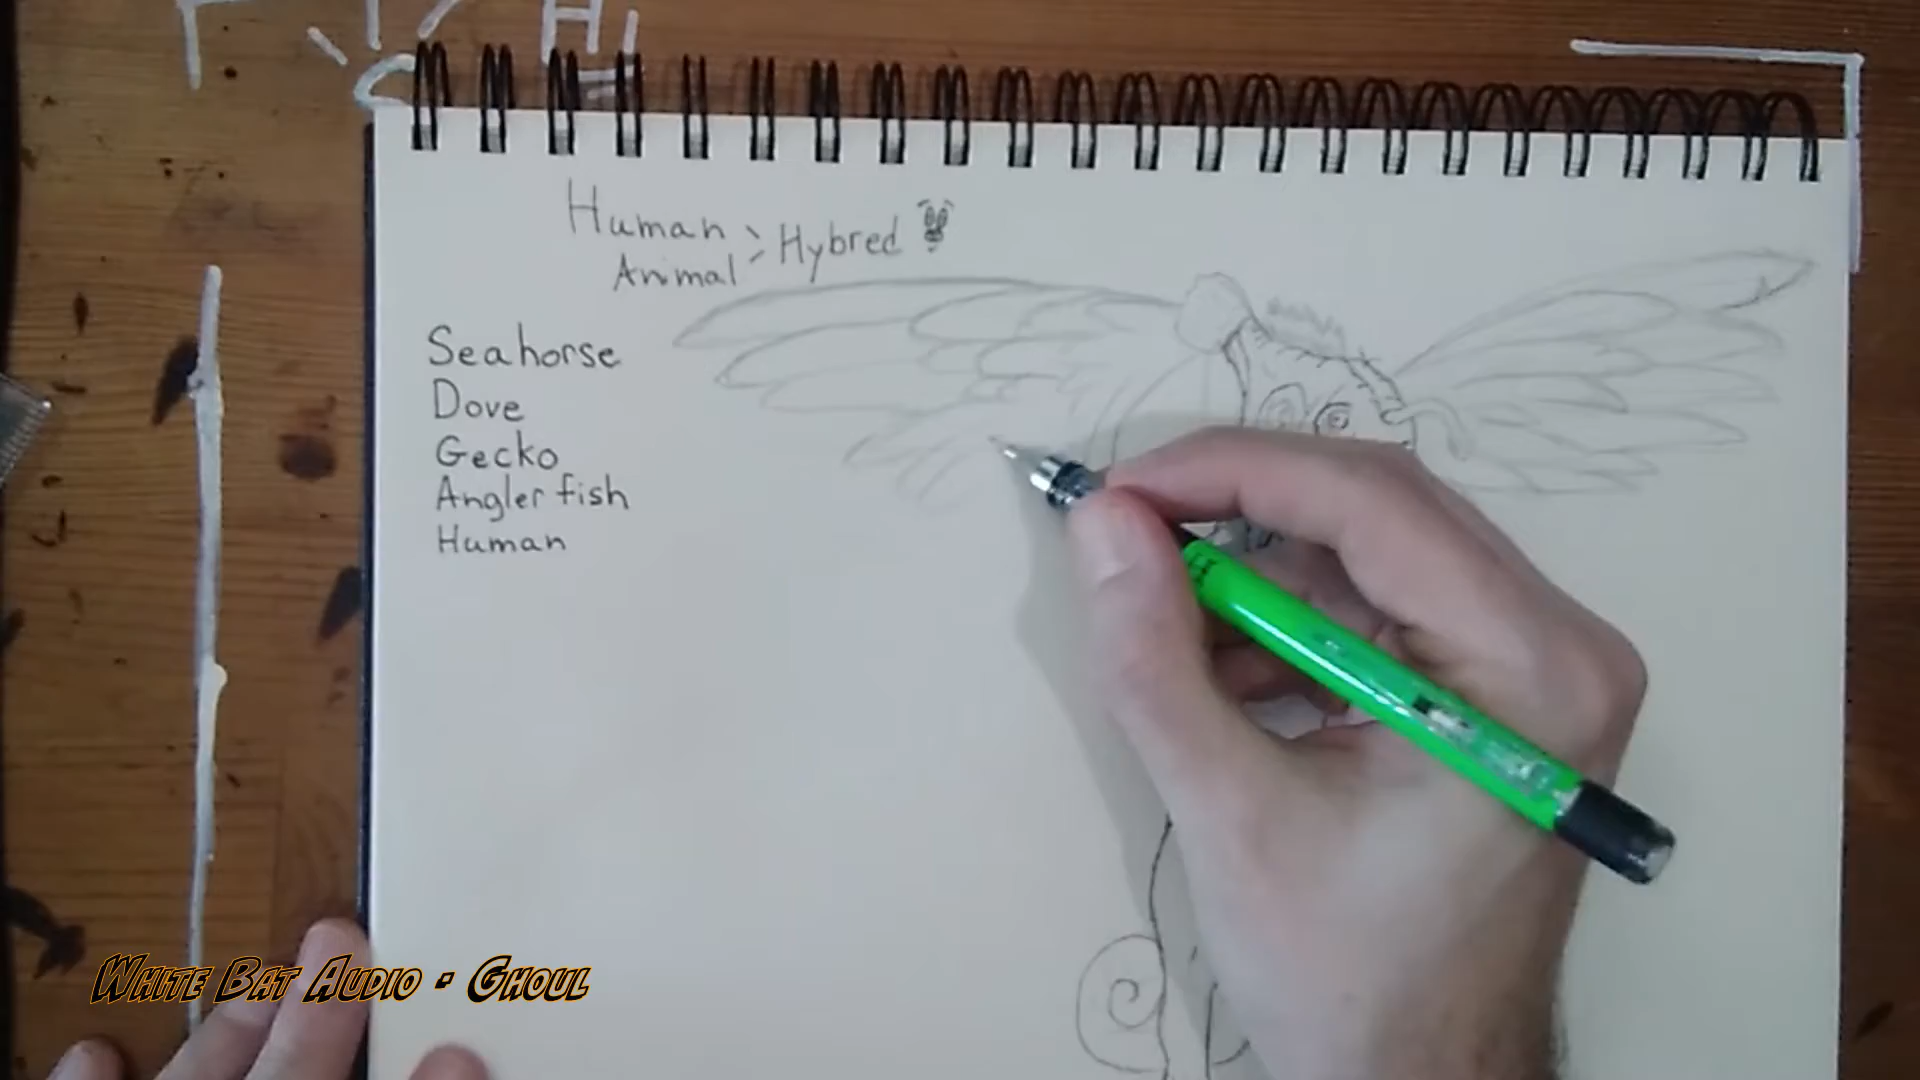 Human
Animal > Hybred
Seahorse
Dove
Gecko
Angler fish
Human
White Bat Audio - Ghoul